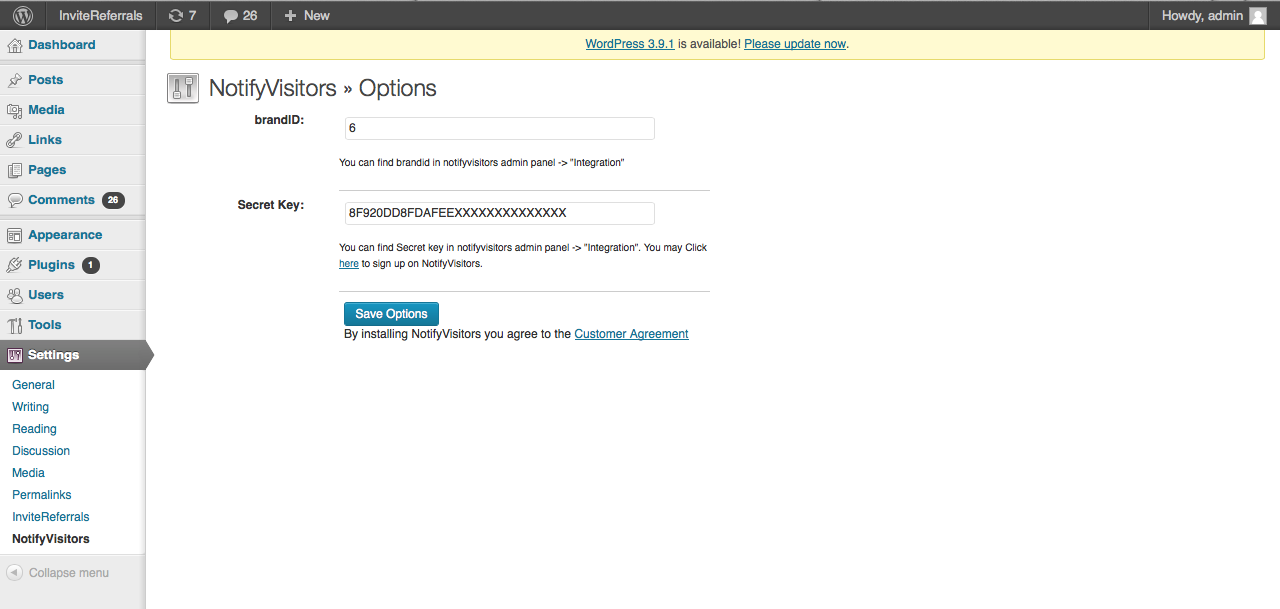 InviteReferrals 7 26 + New Howdy, admin
Dashboard
Posts
Media
Links
Pages
Comments 26
Appearance
Plugins 1
Users
Tools
Settings
General
Writing
Reading
Discussion
Media
Permalinks
InviteReferrals
NotifyVisitors
Collapse menu
WordPress 3.9.1 is available! Please update now.
NotifyVisitors » Options
brandID: 6
You can find brandid in notifyvisitors admin panel -> "Integration"
Secret Key: 8F920DD8FDAFEEXXXXXXXXXXXXXX
You can find Secret key in notifyvisitors admin panel -> "Integration". You may Click
here to sign up on NotifyVisitors.
Save Options
By installing NotifyVisitors you agree to the Customer Agreement